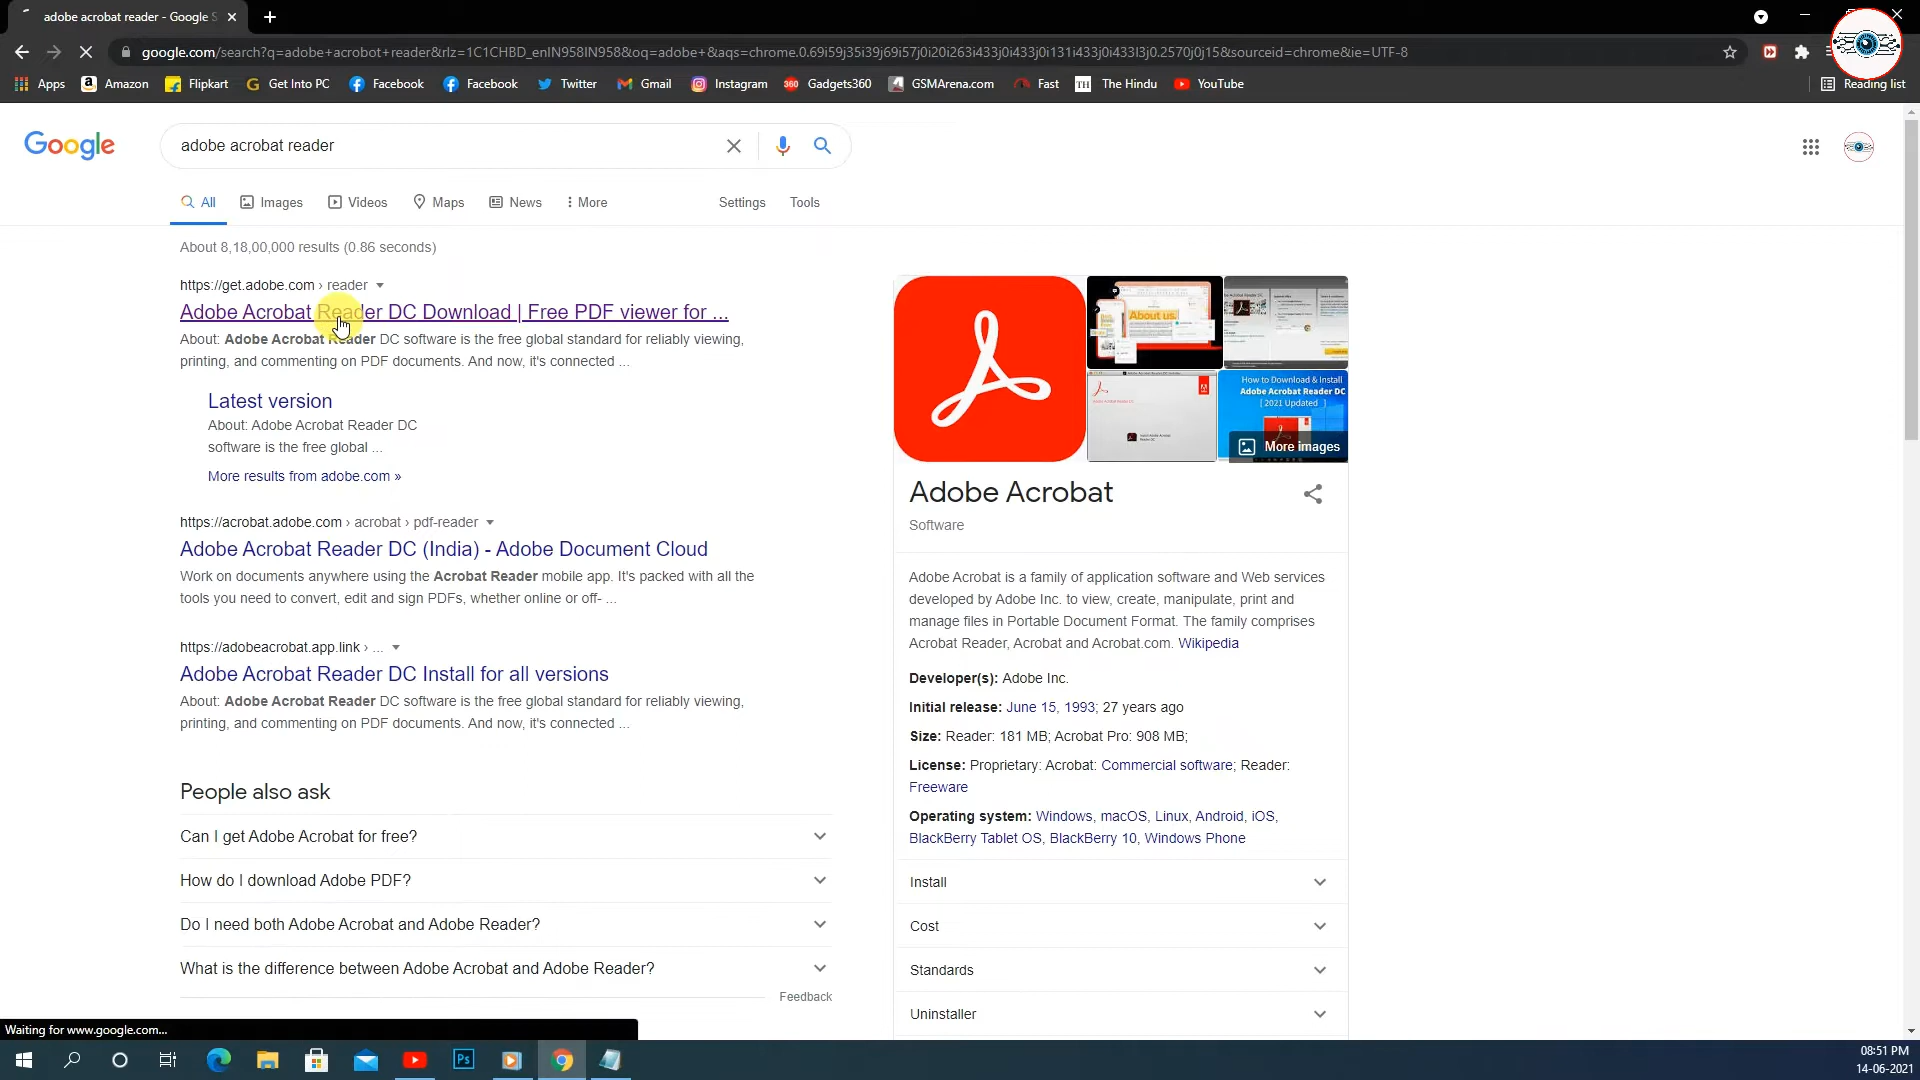 adobe acrobat reader - Google S
google.com/search?q=adobe+acrobot+reader&rlz=1C1CHBD_enIN958IN958&oq=adobe+&aqs=chrome.0.69i59j35i39j69i57j0i20i263i433j0i433j0i131i433j0i433l3j0.2570j0j15&sourceid=chrome&ie=UTF-8
Apps Amazon Flipkart Get Into PC Facebook Facebook Twitter Gmail Instagram 360 Gadgets360 GSMArena.com Fast TH The Hindu YouTube Reading list
Google adobe acrobat reader
All Images Videos Maps News More Settings Tools
About 8,18,00,000 results (0.86 seconds)
https://get.adobe.com › reader
Adobe Acrobat Reader DC Download | Free PDF viewer for ...
About: Adobe Acrobat Reader DC software is the free global standard for reliably viewing,
printing, and commenting on PDF documents. And now, it's connected ...
Latest version
About: Adobe Acrobat Reader DC
software is the free global ...
More results from adobe.com »
https://acrobat.adobe.com › acrobat › pdf-reader
Adobe Acrobat Reader DC (India) - Adobe Document Cloud
Work on documents anywhere using the Acrobat Reader mobile app. It's packed with all the
tools you need to convert, edit and sign PDFs, whether online or off- ...
https://adobeacrobat.app.link › ...
Adobe Acrobat Reader DC Install for all versions
About: Adobe Acrobat Reader DC software is the free global standard for reliably viewing,
printing, and commenting on PDF documents. And now, it's connected ...
People also ask
Can I get Adobe Acrobat for free?
How do I download Adobe PDF?
Do I need both Adobe Acrobat and Adobe Reader?
What is the difference between Adobe Acrobat and Adobe Reader?
Feedback
About us.
How to Download & Install
Adobe Acrobat Reader DC
[ 2021 Updated ]
More images
Adobe Acrobat
Software
Adobe Acrobat is a family of application software and Web services
developed by Adobe Inc. to view, create, manipulate, print and
manage files in Portable Document Format. The family comprises
Acrobat Reader, Acrobat and Acrobat.com. Wikipedia
Developer(s): Adobe Inc.
Initial release: June 15, 1993; 27 years ago
Size: Reader: 181 MB; Acrobat Pro: 908 MB;
License: Proprietary: Acrobat: Commercial software; Reader:
Freeware
Operating system: Windows, macOS, Linux, Android, iOS,
BlackBerry Tablet OS, BlackBerry 10, Windows Phone
Install
Cost
Standards
Uninstaller
Waiting for www.google.com...
Ps
08:51 PM
14-06-2021